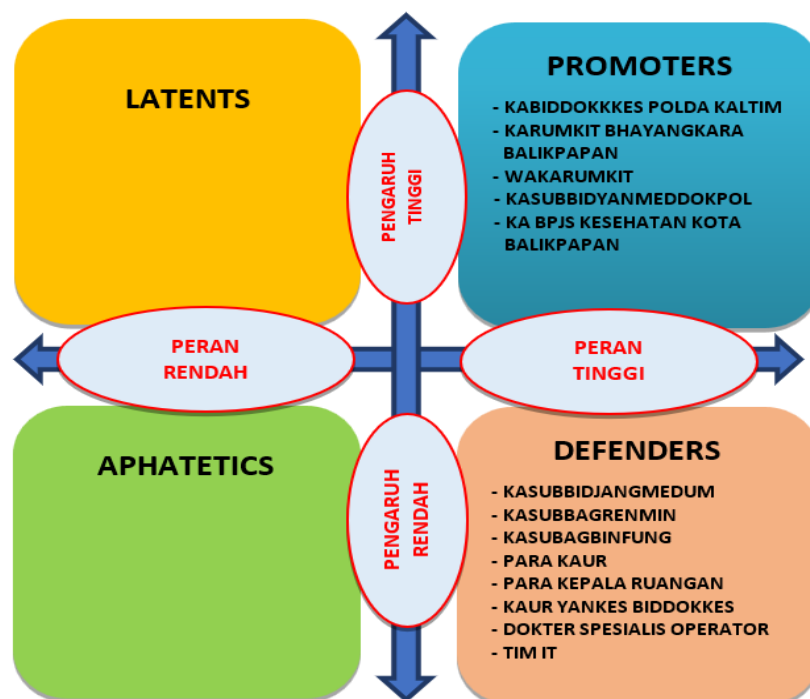 LATENTS
PROMOTERS
- KABIDDOKKKES POLDA KALTIM
- KARUMKIT BHAYANGKARA
BALIKPAPAN
- WAKARUMKIT
- KASUBBIDYANMEDDOKPOL
- KA BPJS KESEHATAN KOTA
BALIKPAPAN
PENGARUH
TINGGI
PERAN
RENDAH
PERAN
TINGGI
APHATETICS
PENGARUH
RENDAH
DEFENDERS
- KASUBBIDJANGMEDUM
- KASUBBAGRENMIN
- KASUBAGBINFUNG
- PARA KAUR
- PARA KEPALA RUANGAN
- KAUR YANKES BIDDOKKES
- DOKTER SPESIALIS OPERATOR
- TIM IT